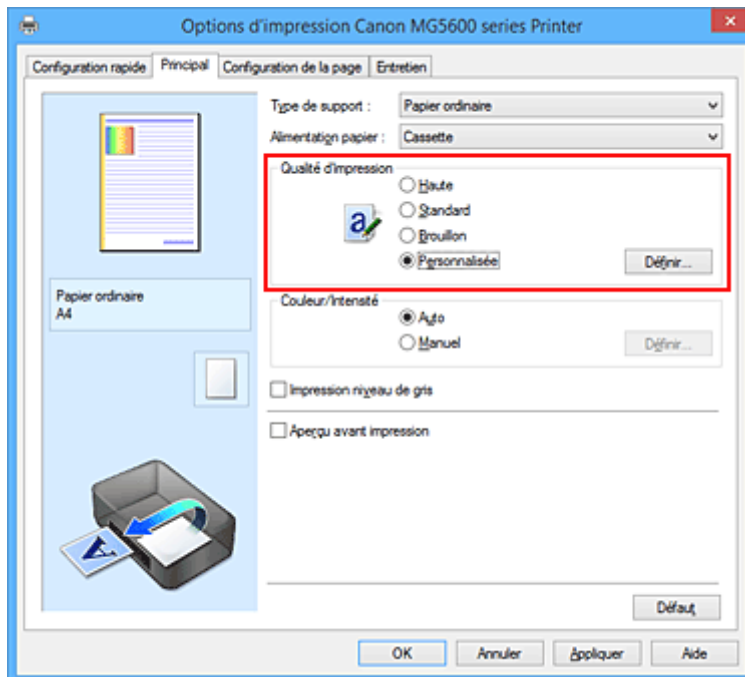 Options d'impression Canon MG5600 series Printer
Configuration rapide Principal Configuration de la page Entretien
Type de support : Papier ordinaire
Alimentation papier : Cassette
Qualité d'impression
Haute
Standard
Brouillon
Personnalisée Définir...
Papier ordinaire
A4
Couleur/Intensité
Auto
Manuel Définir...
Impression niveau de gris
Aperçu avant impression
Défaut
OK Annuler Appliquer Aide